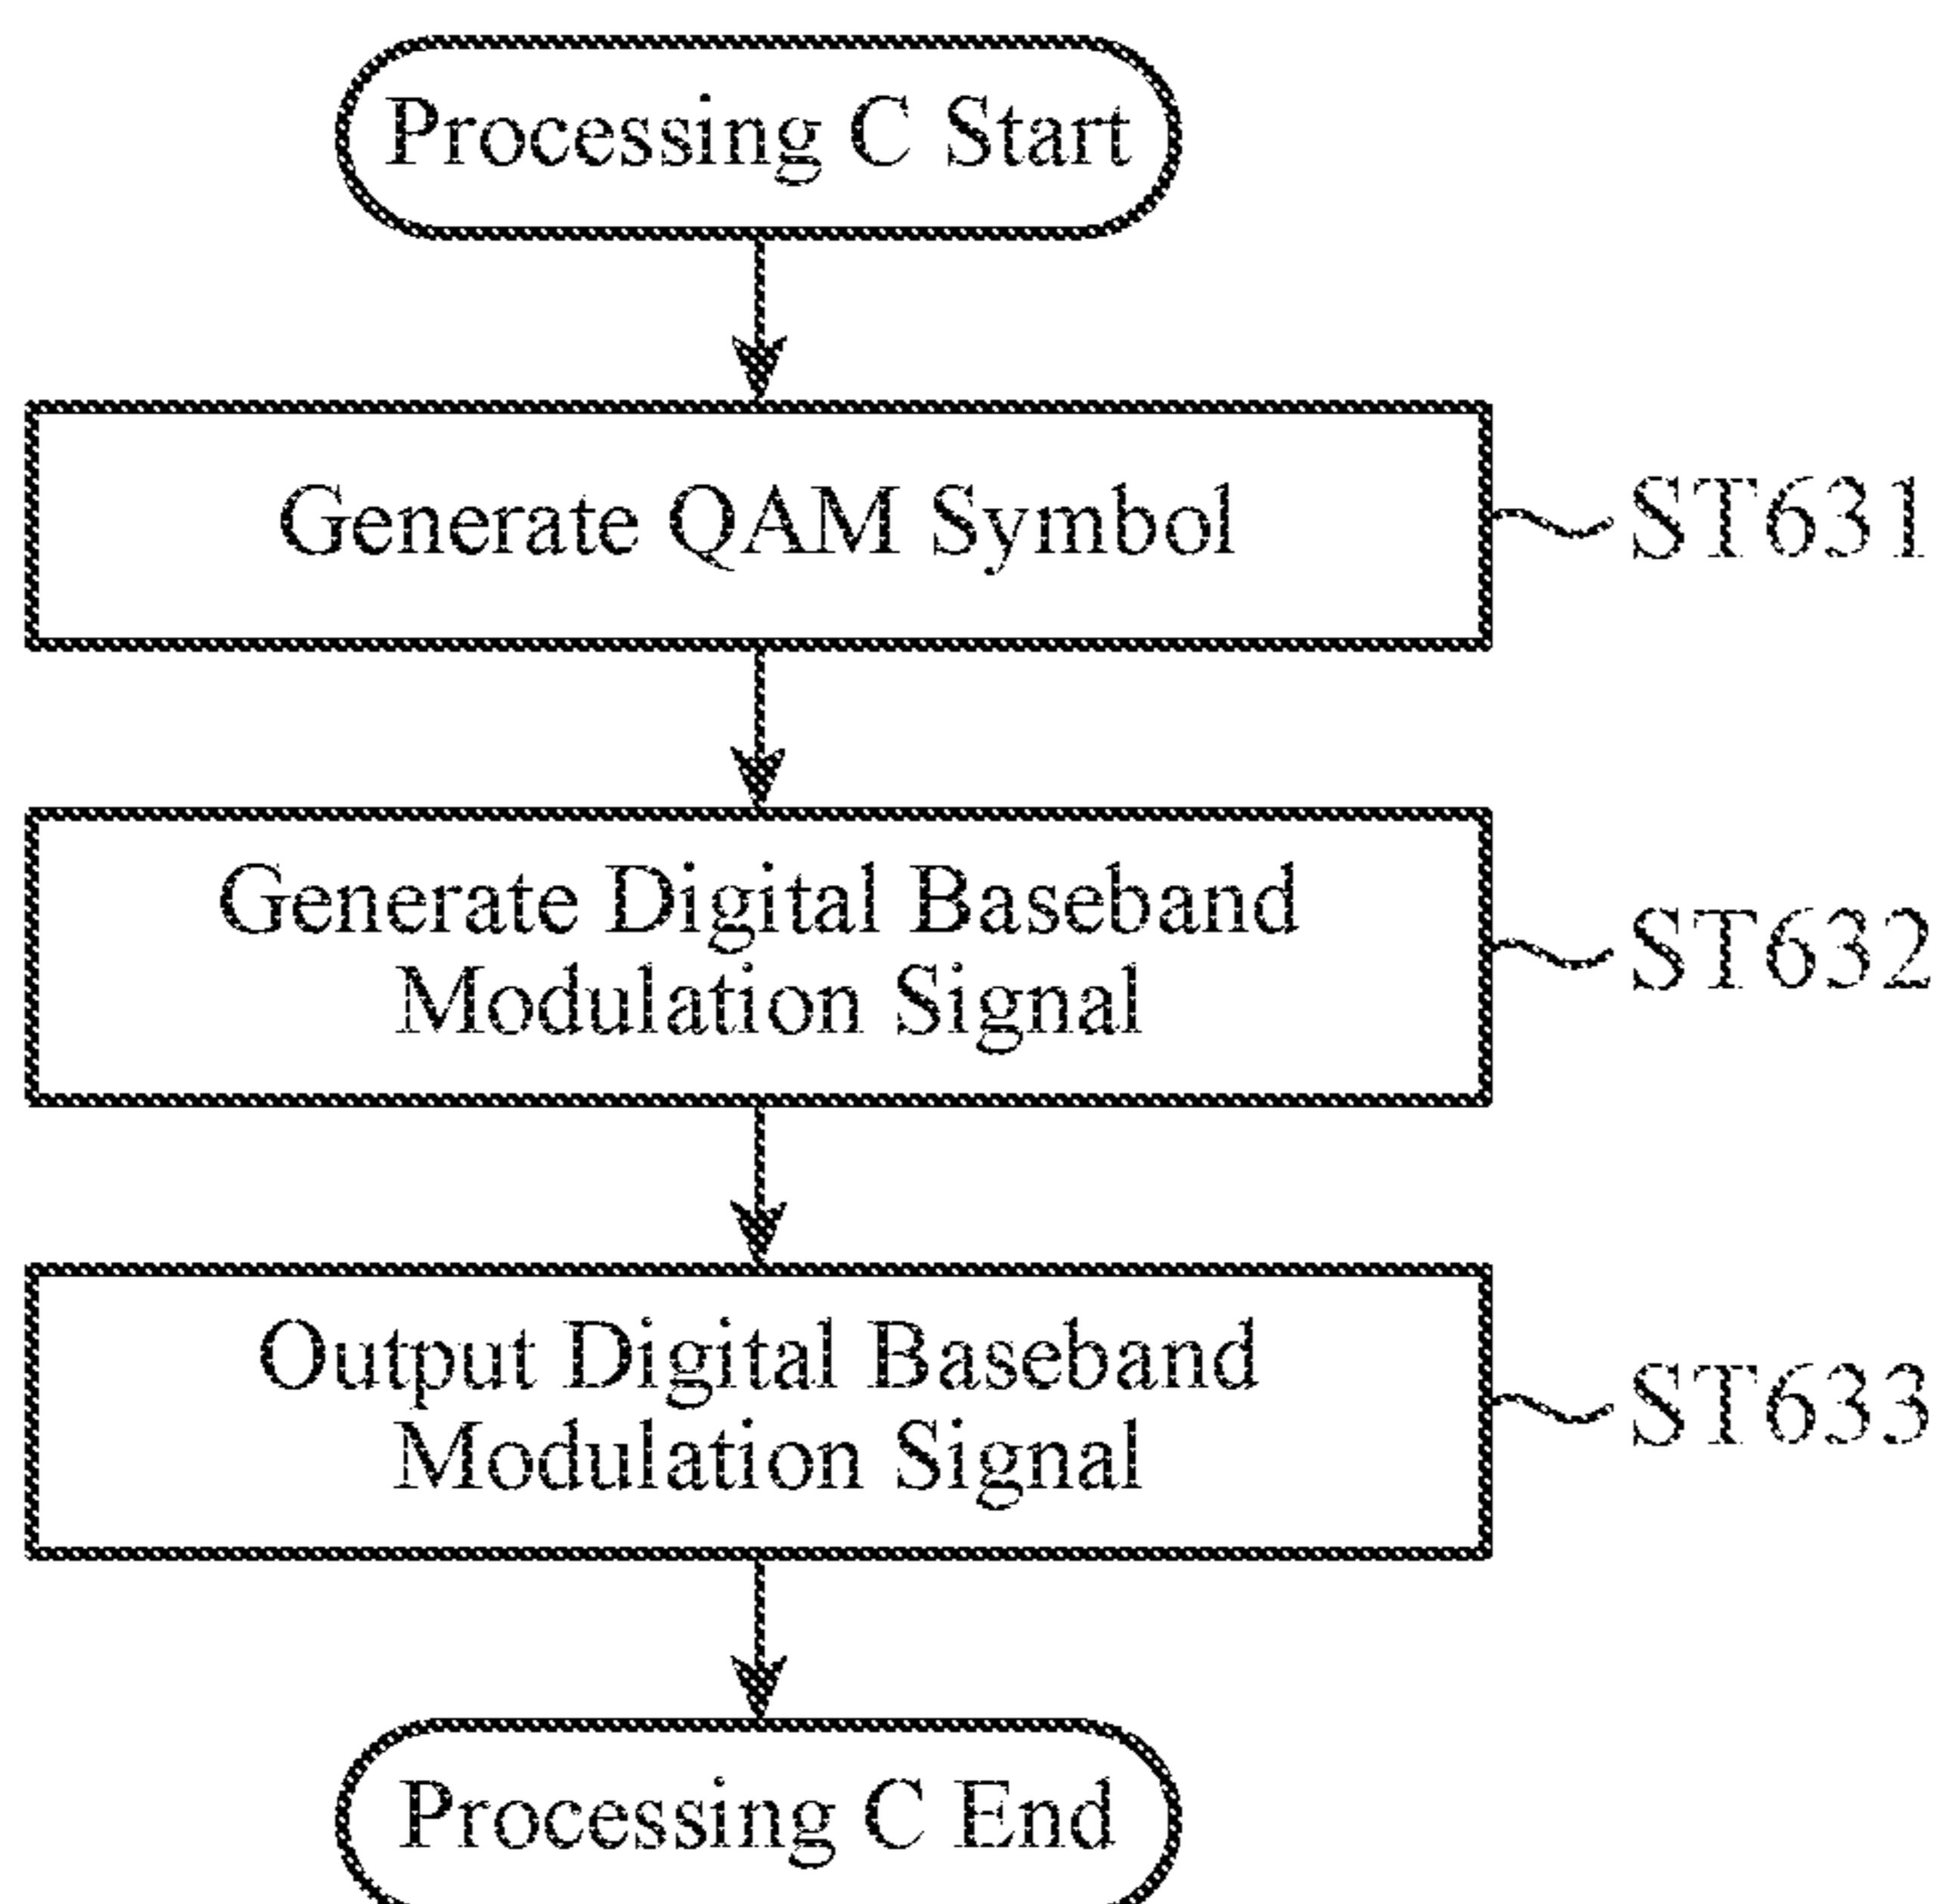 Processing C Start
Generate QAM Symbol
ST631
Generate Digital Baseband
Modulation Signal
ST632
Output Digital Baseband
Modulation Signal
ST633
Processing C End